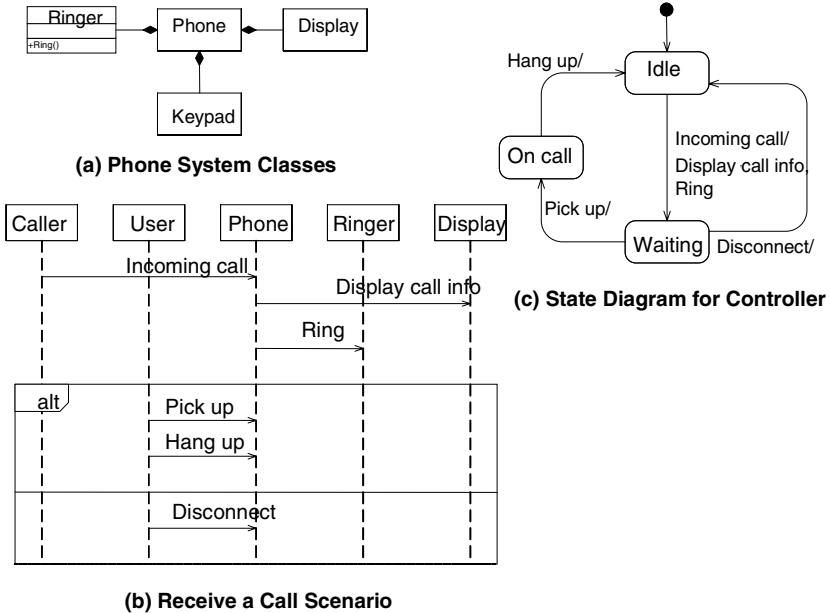 Ringer
+Ring()
Phone
Display
Keypad
(a) Phone System Classes
Caller
User
Phone
Ringer
Display
Incoming call
Display call info
Ring
alt
Pick up
Hang up
Disconnect
(b) Receive a Call Scenario
Hang up/
Idle
On call
Incoming call/
Display call info,
Ring
Pick up/
Waiting
Disconnect/
(c) State Diagram for Controller